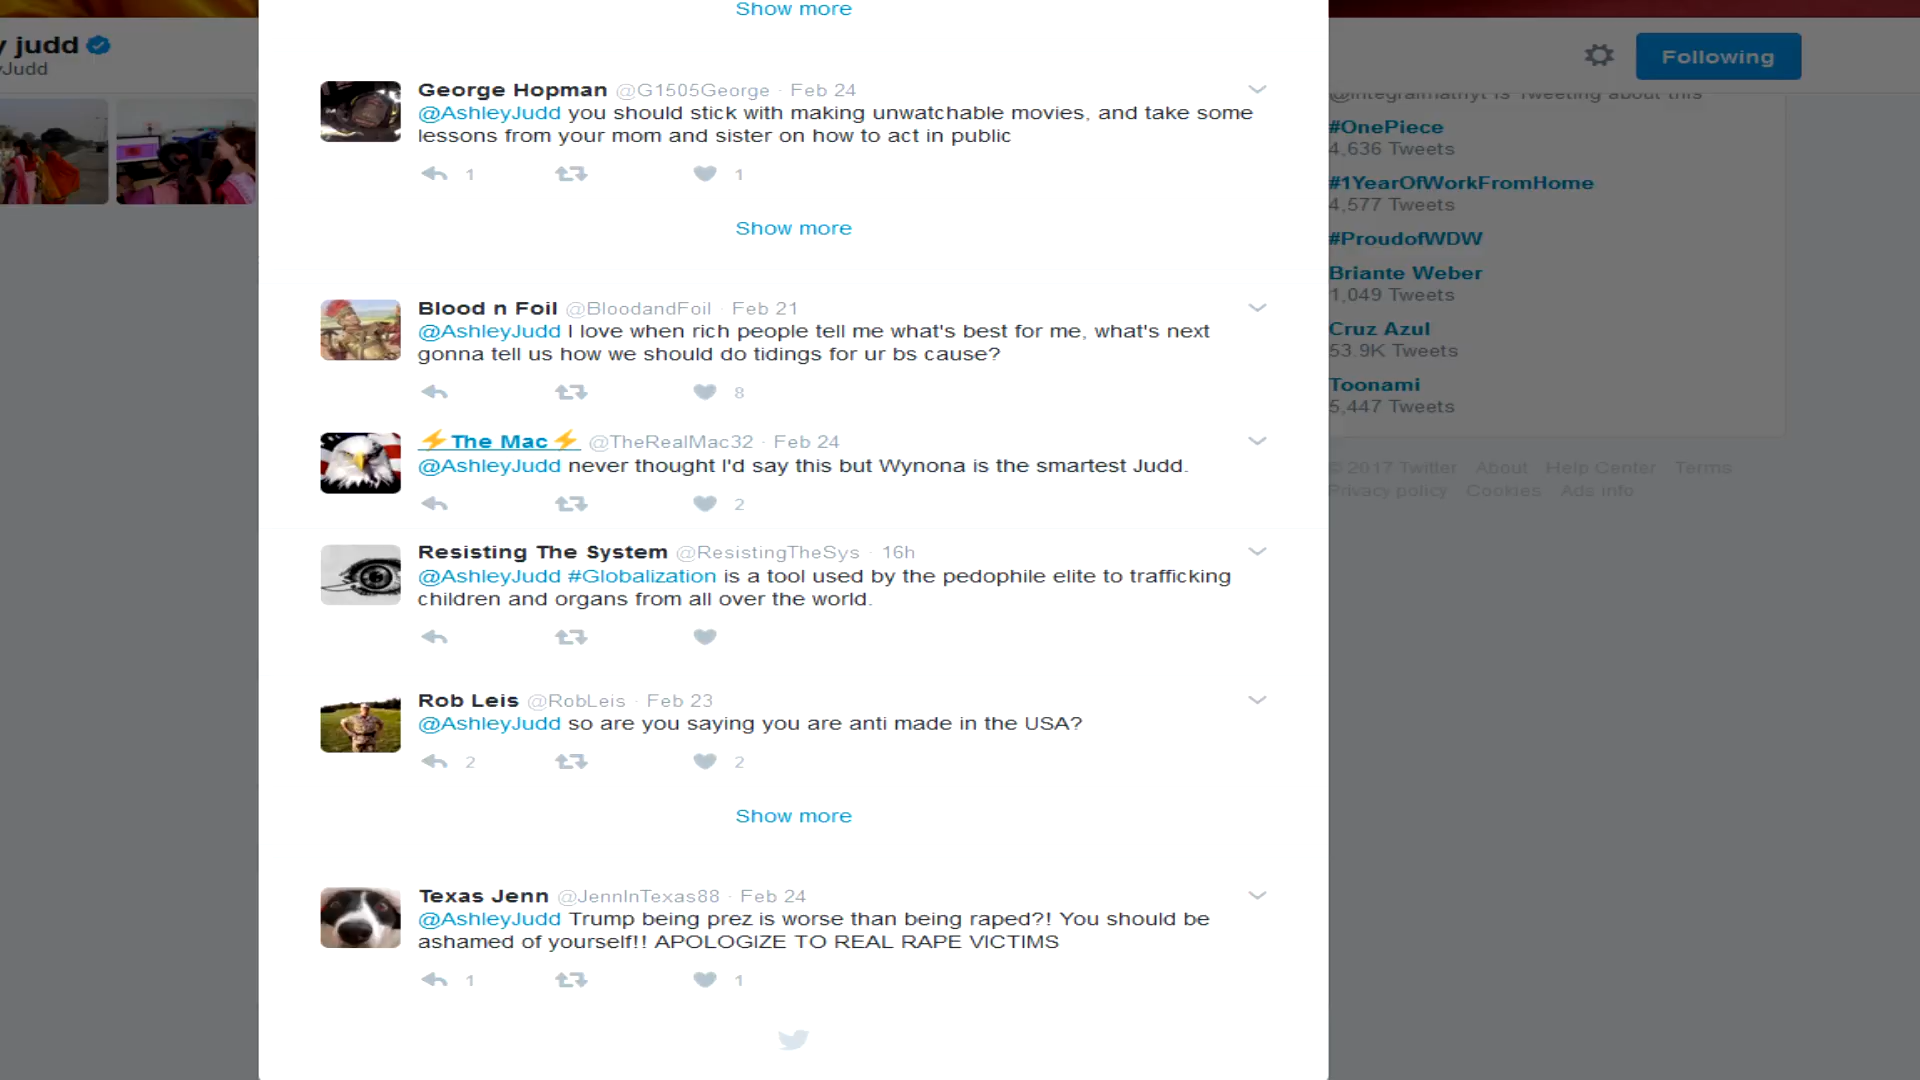 Show more
y judd
yJudd
Following
George Hopman @G1505George · Feb 24
@AshleyJudd you should stick with making unwatchable movies, and take some
lessons from your mom and sister on how to act in public
1 1
Show more
Blood n Foil @BloodandFoil · Feb 21
@AshleyJudd I love when rich people tell me what's best for me, what's next
gonna tell us how we should do tidings for ur bs cause?
8
⚡The Mac⚡ @TheRealMac32 · Feb 24
@AshleyJudd never thought I'd say this but Wynona is the smartest Judd.
2
Resisting The System @ResistingTheSys · 16h
@AshleyJudd #Globalization is a tool used by the pedophile elite to trafficking
children and organs from all over the world.
Rob Leis @RobLeis · Feb 23
@AshleyJudd so are you saying you are anti made in the USA?
2 2
Show more
Texas Jenn @JennInTexas88 · Feb 24
@AshleyJudd Trump being prez is worse than being raped?! You should be
ashamed of yourself!! APOLOGIZE TO REAL RAPE VICTIMS
1 1
is Tweeting about this
#OnePiece
4,636 Tweets
#1YearOfWorkFromHome
4,577 Tweets
#ProudofWDW
Briante Weber
1,049 Tweets
Cruz Azul
53.9K Tweets
Toonami
5,447 Tweets
© 2017 Twitter About Help Center Terms
Privacy policy Cookies Ads info